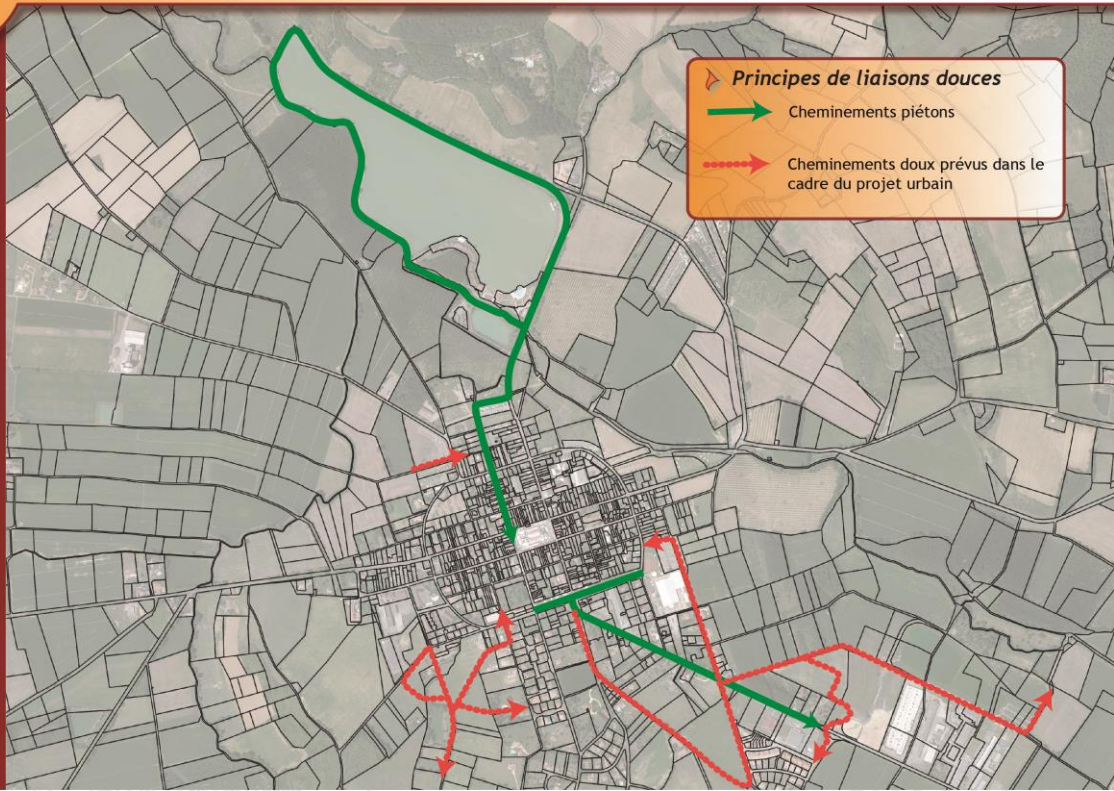 Principes de liaisons douces
Cheminements piétons
Cheminements doux prévus dans le
cadre du projet urbain